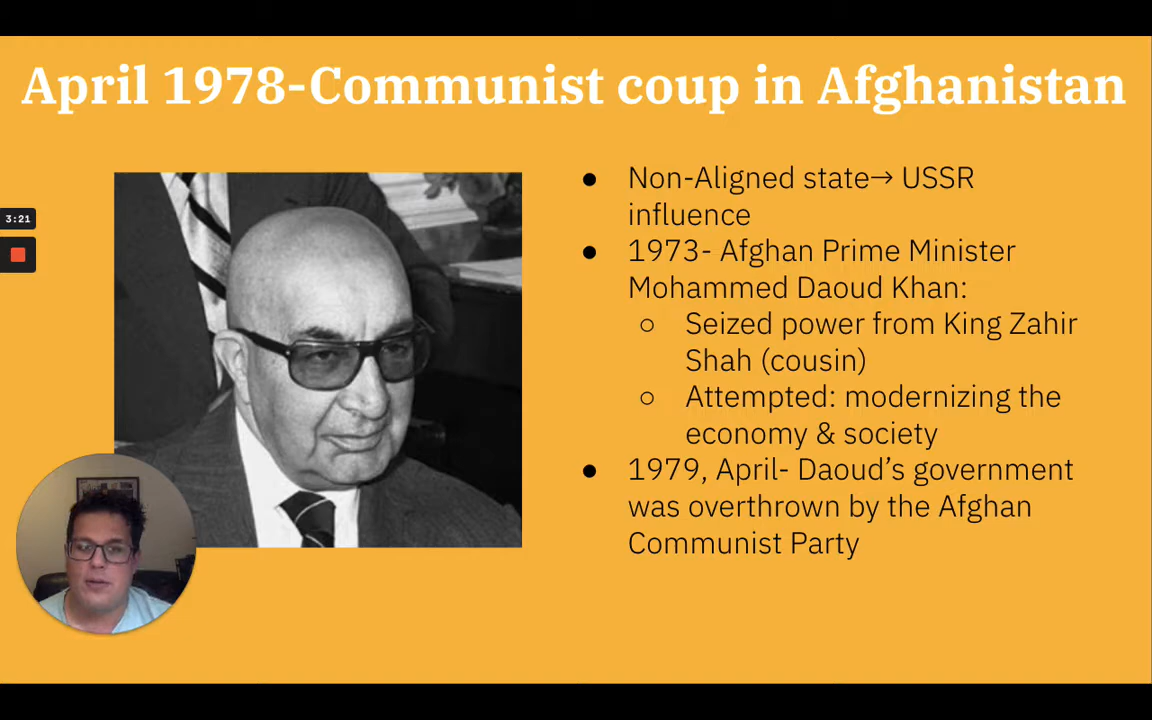 April 1978-Communist coup in Afghanistan
● Non-Aligned state→ USSR
influence
● 1973- Afghan Prime Minister
Mohammed Daoud Khan:
○ Seized power from King Zahir
Shah (cousin)
○ Attempted: modernizing the
economy & society
● 1979, April- Daoud’s government
was overthrown by the Afghan
Communist Party
3:21